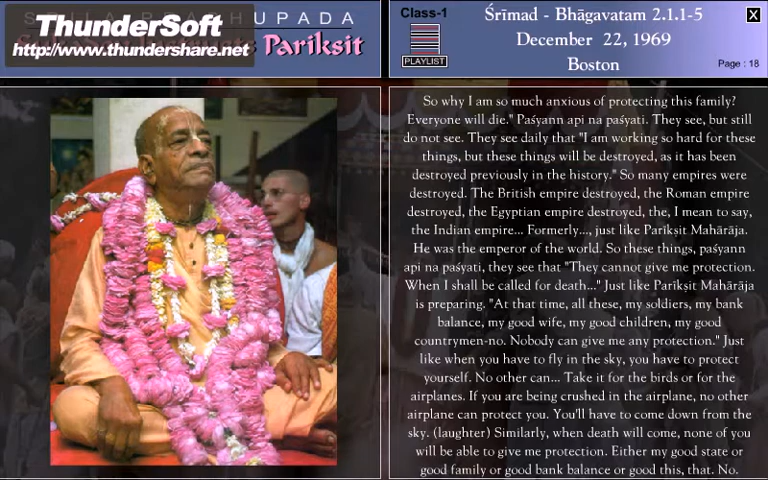 SRILA PRABHUPADA
ThunderSoft
http://www.thundershare.net
Pariksit
Class-1
PLAYLIST
Śrīmad - Bhāgavatam 2.1.1-5
December 22, 1969
Boston
X
Page : 18
So why I am so much anxious of protecting this family?
Everyone will die." Paśyann api na paśyati. They see, but still
do not see. They see daily that "I am working so hard for these
things, but these things will be destroyed, as it has been
destroyed previously in the history." So many empires were
destroyed. The British empire destroyed, the Roman empire
destroyed, the Egyptian empire destroyed, the, I mean to say,
the Indian empire... Formerly..., just like Parīkṣit Mahārāja.
He was the emperor of the world. So these things, paśyann
api na paśyati, they see that "They cannot give me protection.
When I shall be called for death..." Just like Parīkṣit Mahārāja
is preparing. "At that time, all these, my soldiers, my bank
balance, my good wife, my good children, my good
countrymen-no. Nobody can give me any protection." Just
like when you have to fly in the sky, you have to protect
yourself. No other can... Take it for the birds or for the
airplanes. If you are being crushed in the airplane, no other
airplane can protect you. You'll have to come down from the
sky. (laughter) Similarly, when death will come, none of you
will be able to give me protection. Either my good state or
good family or good bank balance or good this, that. No.